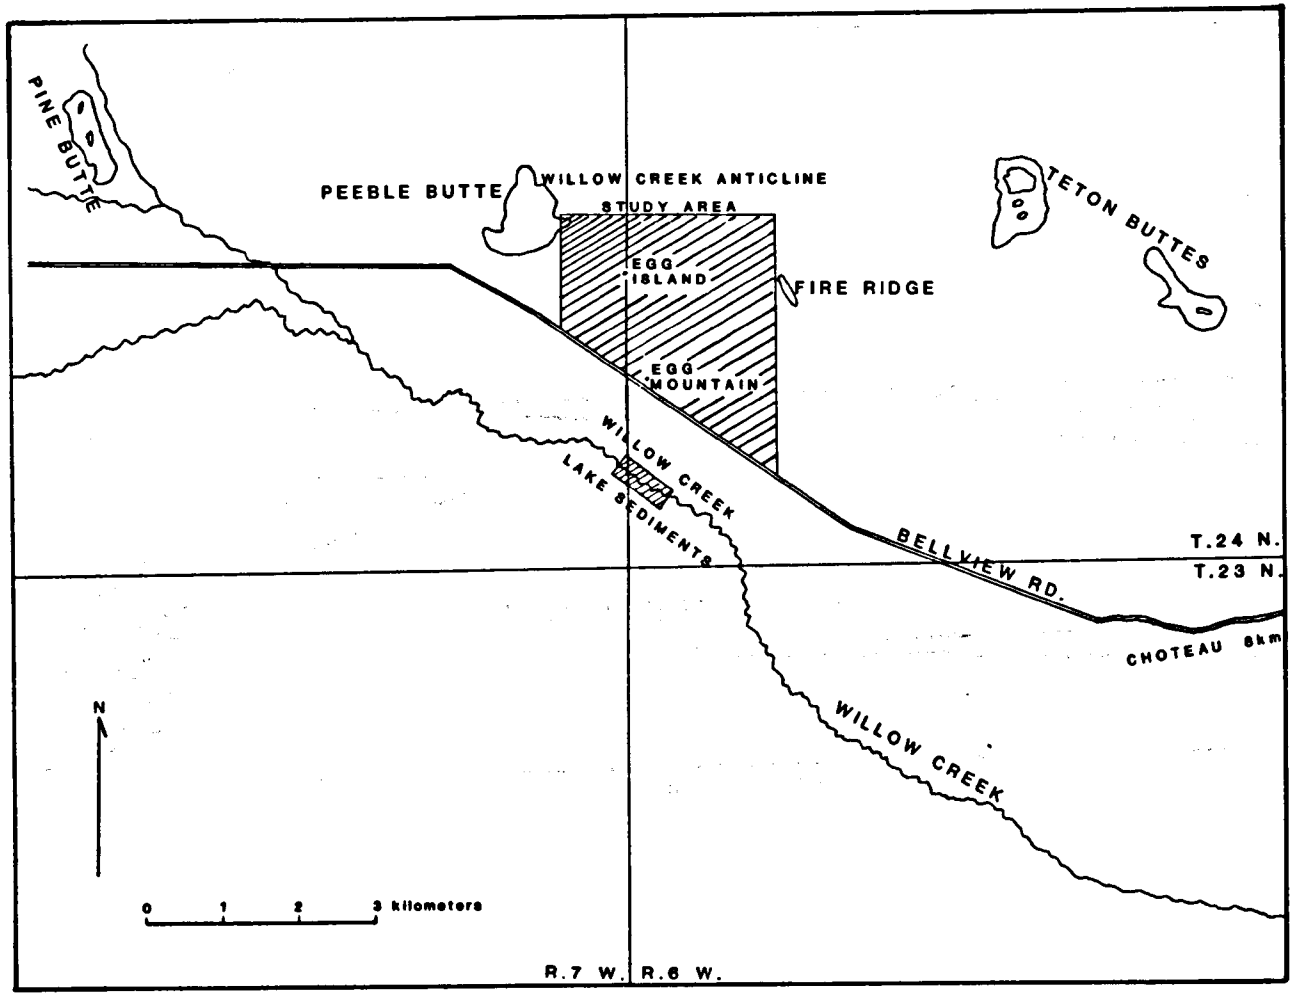 PINE BUTTE
PEEBLE BUTTE
WILLOW CREEK ANTICLINE
STUDY AREA
TETON BUTTES
EGG
ISLAND
FIRE RIDGE
EGG
MOUNTAIN
WILLOW CREEK
LAKE SEDIMENTS
BELLVIEW RD.
T.24 N.
T.23 N.
CHOTEAU 8km
N
WILLOW CREEK
0 1 2 3 kilometers
R.7 W. R.6 W.